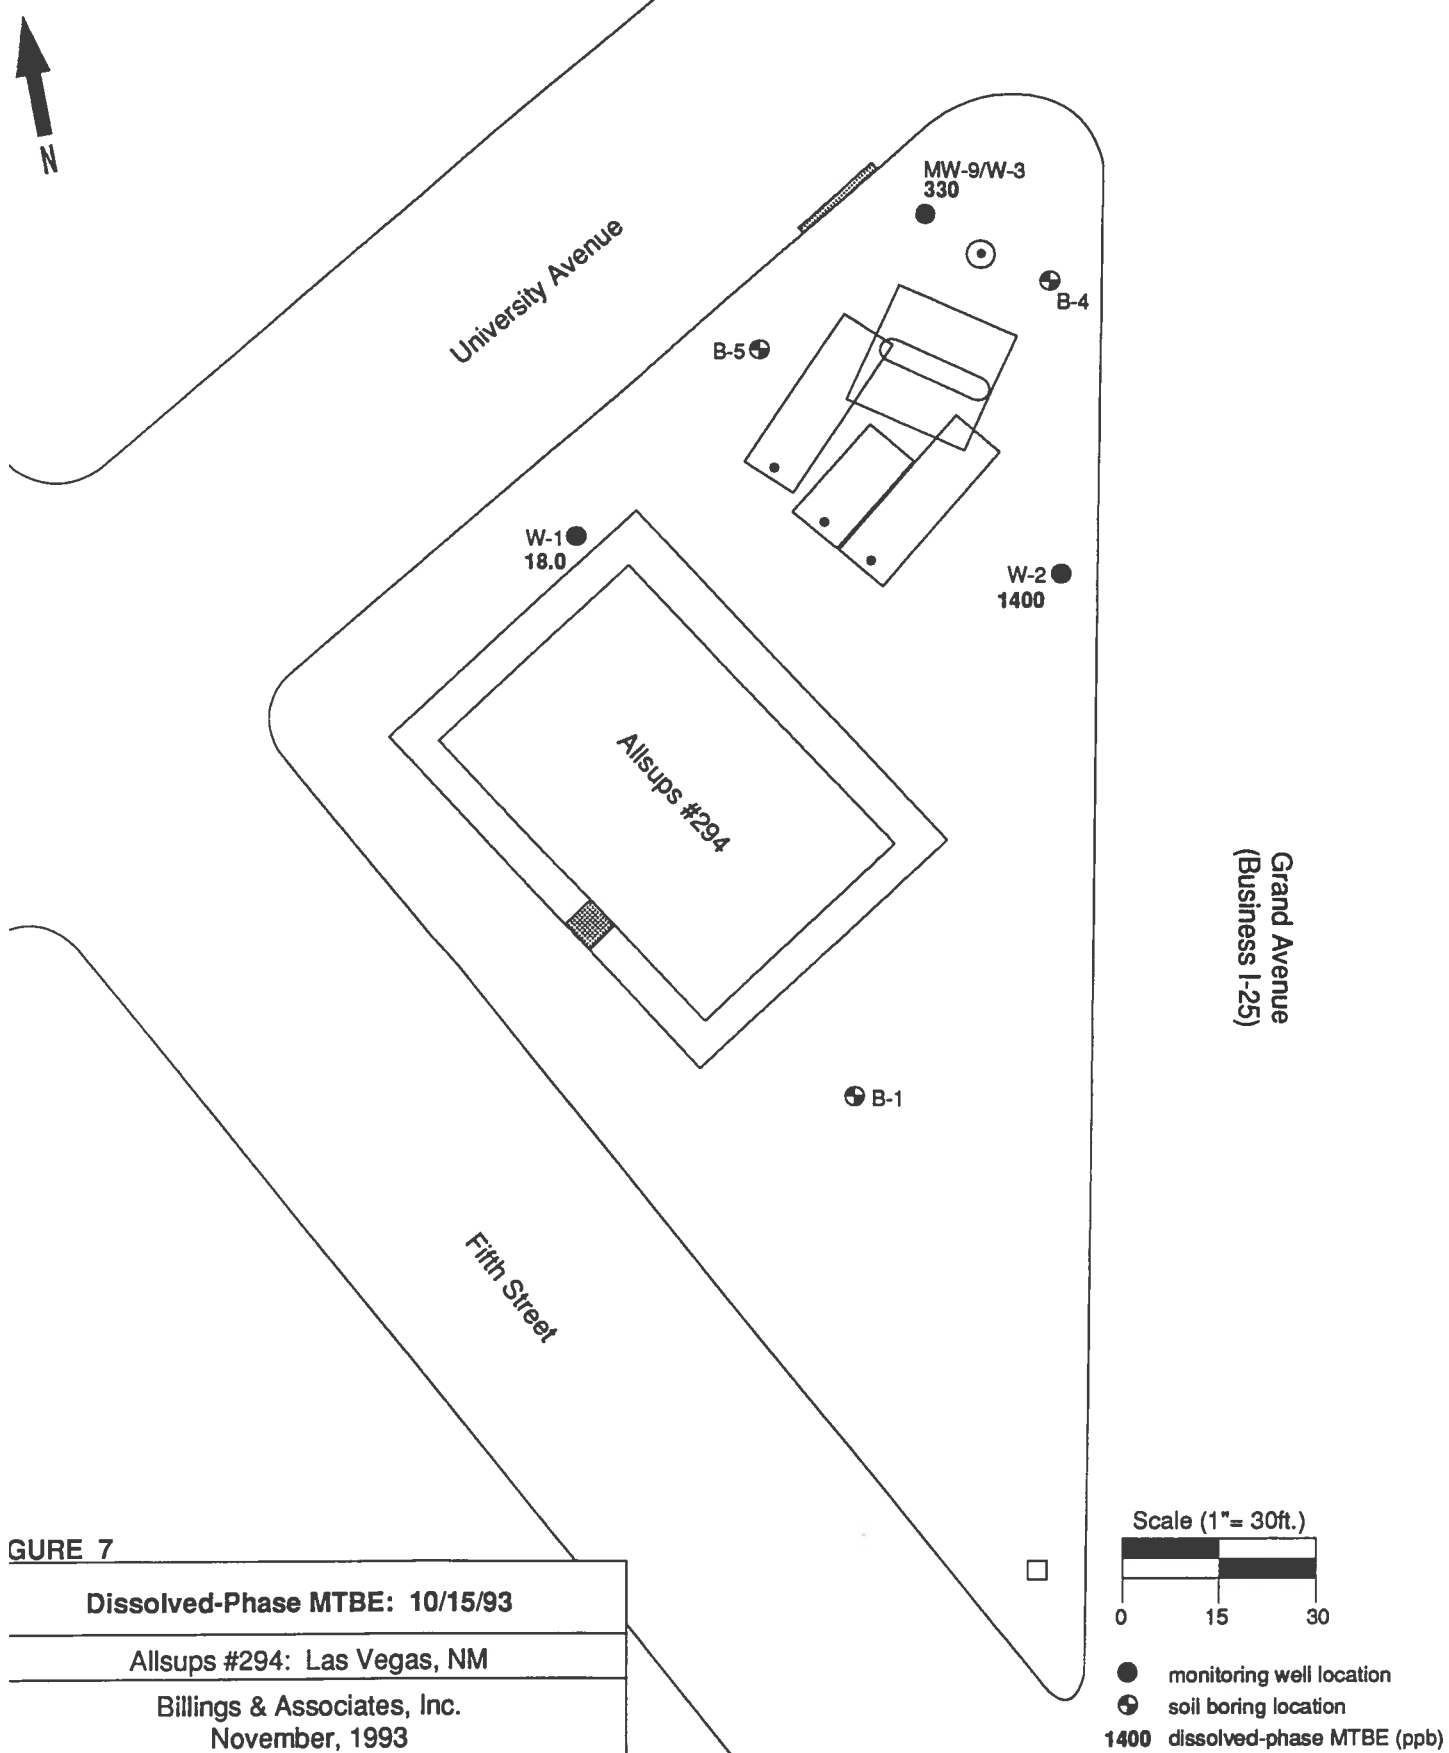 N
MW-9/W-3
330
University Avenue
B-4
B-5
W-1
18.0
W-2
1400
Allsups #294
Grand Avenue
(Business I-25)
B-1
Fifth Street
GURE 7
Dissolved-Phase MTBE: 10/15/93
Allsups #294: Las Vegas, NM
Billings & Associates, Inc.
November, 1993
Scale (1"= 30ft.)
0 15 30
monitoring well location
soil boring location
1400 dissolved-phase MTBE (ppb)